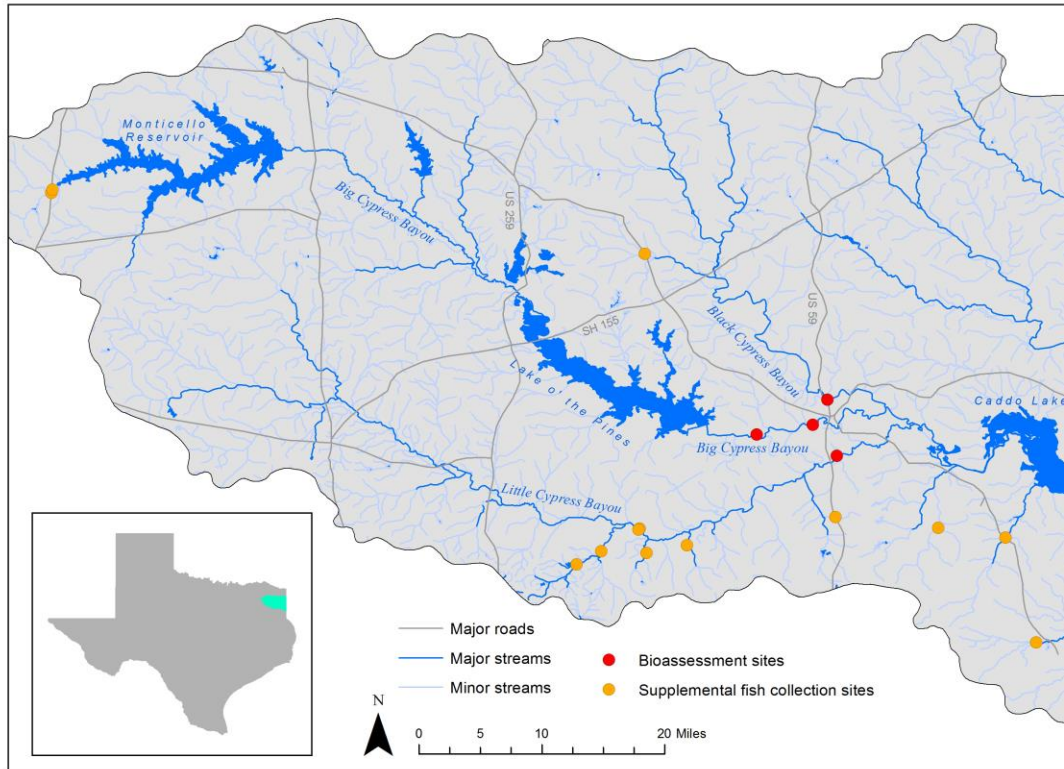 Monticello
Reservoir
Big Cypress Bayou
US 259
SH 155
Lake o' the Pines
Black Cypress Bayou
US 59
Caddo Lake
Big Cypress Bayou
Little Cypress Bayou
Major roads
Major streams
Minor streams
Bioassessment sites
Supplemental fish collection sites
N
0 5 10 20 Miles